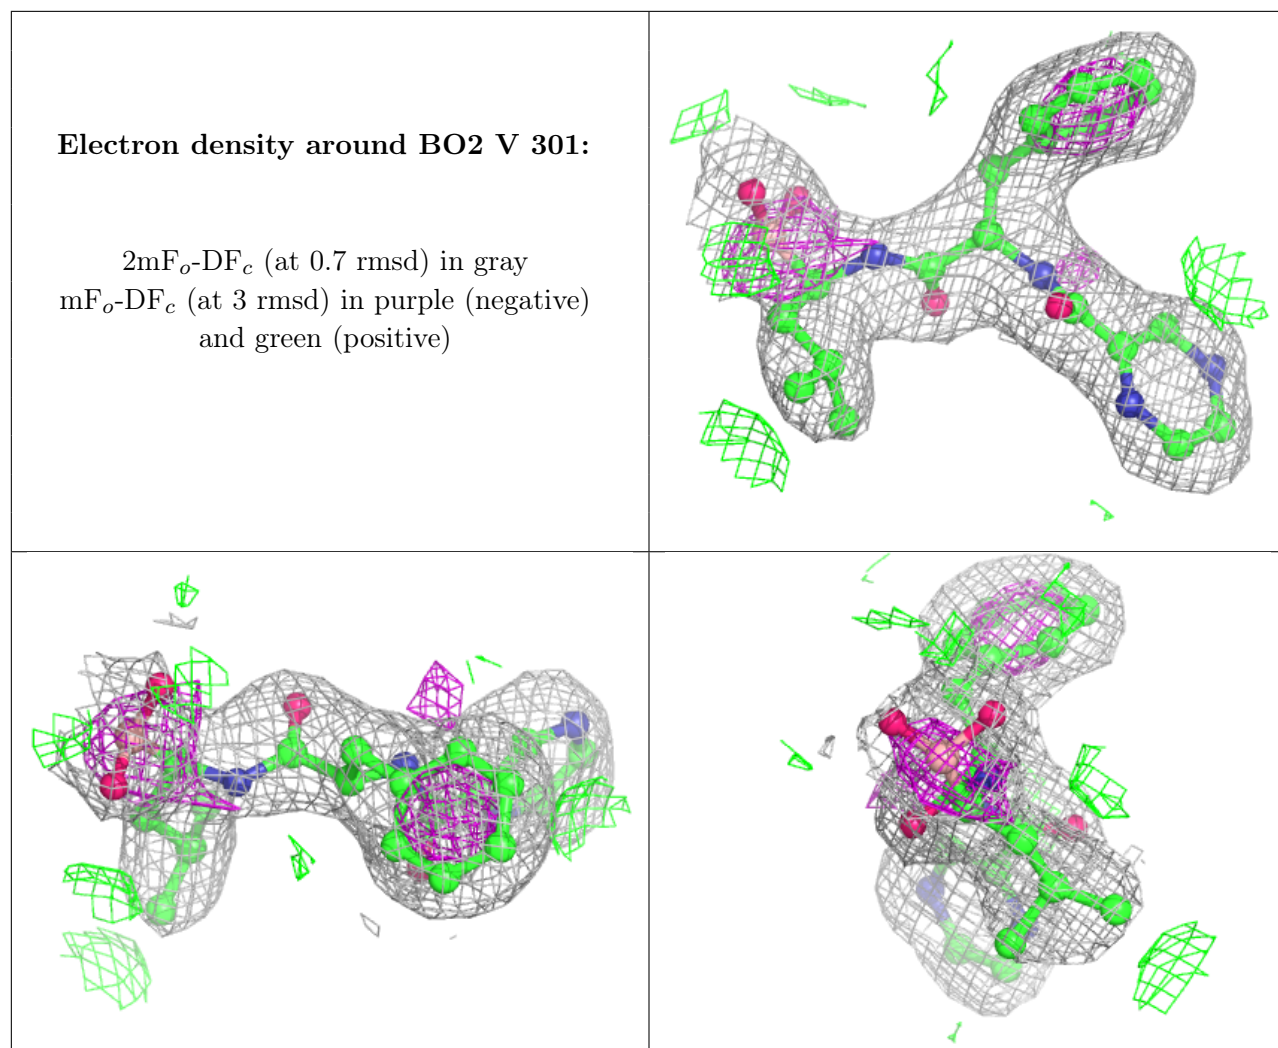 Electron density around BO2 V 301:
2mFo-DFc (at 0.7 rmsd) in gray
mFo-DFc (at 3 rmsd) in purple (negative)
and green (positive)